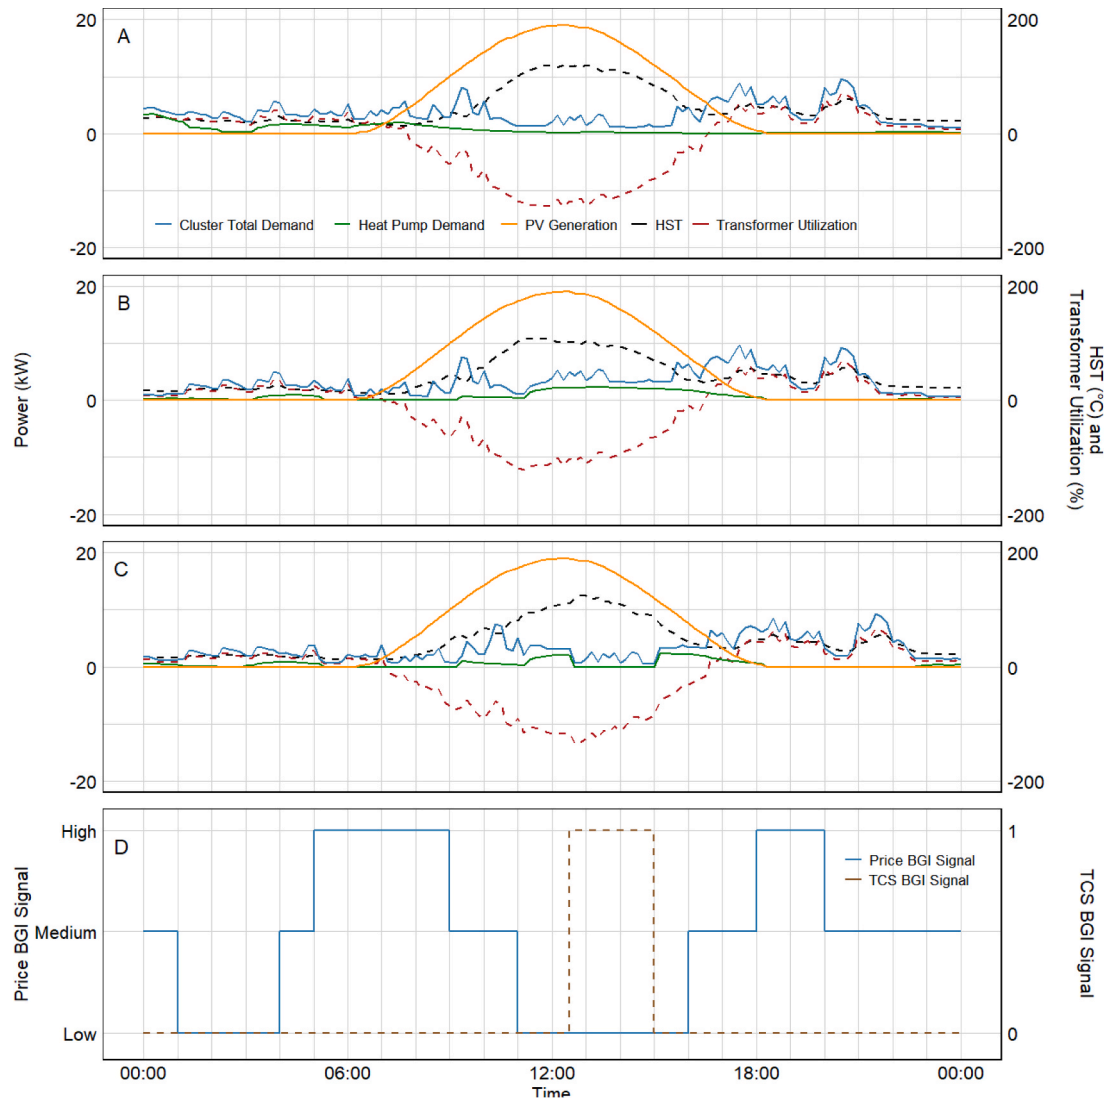 20
200
A
0
0
Cluster Total Demand
Heat Pump Demand
PV Generation
HST
Transformer Utilization
-20
-200
20
200
B
0
0
-20
-200
Power (kW)
HST (°C) and
Transformer Utilization (%)
20
200
C
0
0
-20
-200
High
1
D
Price BGI Signal
TCS BGI Signal
Medium
Low
0
Price BGI Signal
TCS BGI Signal
00:00
06:00
12:00
18:00
00:00
Time